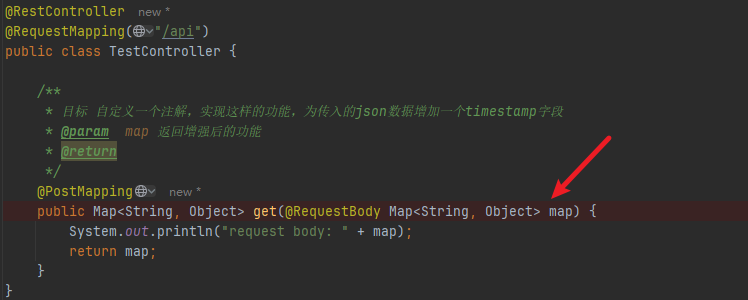 @RestController new *
@RequestMapping("/api")
public class TestController {
/**
* 目标 自定义一个注解，实现这样的功能，为传入的json数据增加一个timestamp字段
* @param map 返回增强后的功能
* @return
*/
@PostMapping new *
public Map<String, Object> get(@RequestBody Map<String, Object> map) {
System.out.println("request body: " + map);
return map;
}
}